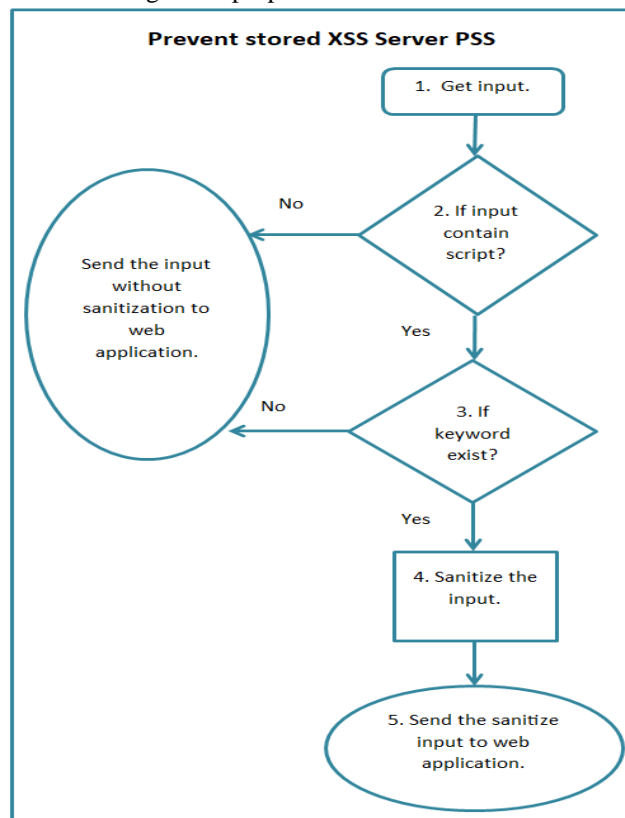 Prevent stored XSS Server PSS
1. Get input.
No
2. If input
contain
script?
Send the input
without
sanitization to
web
application.
Yes
No
3. If
keyword
exist?
Yes
4. Sanitize the
input.
5. Send the sanitize
input to web
application.